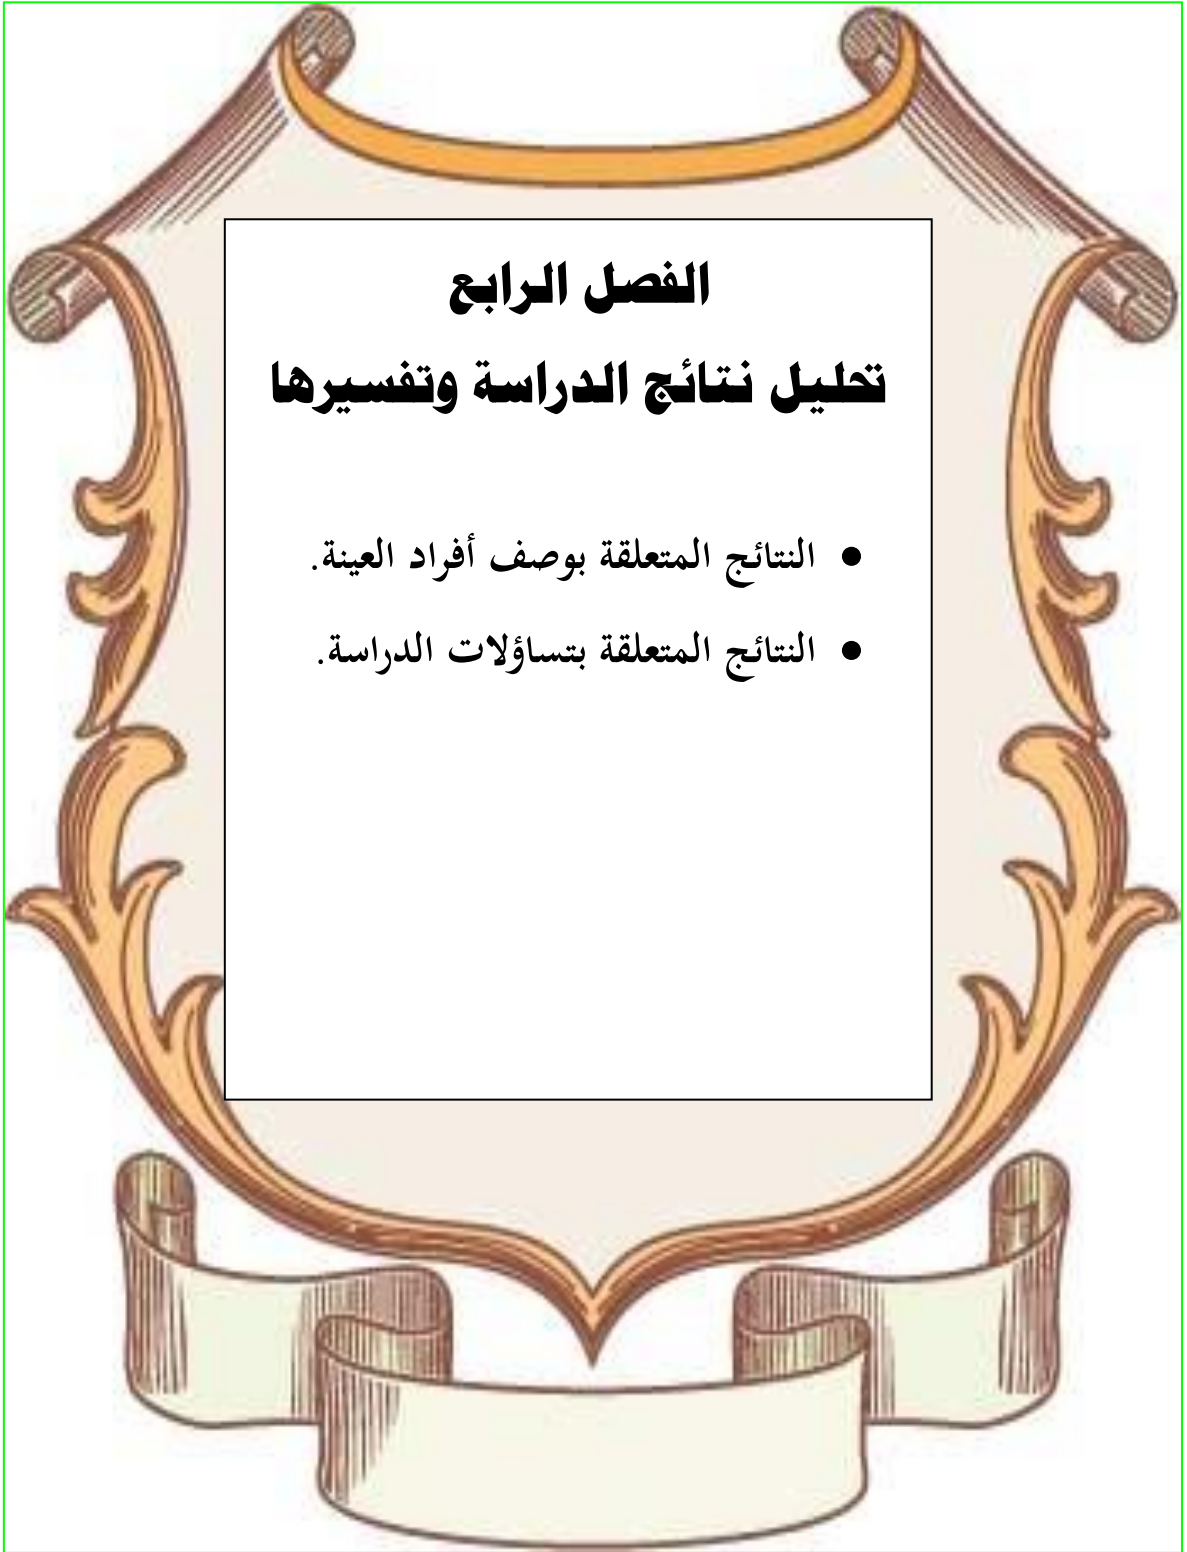 الفصل الرابع
تحليل نتائج الدراسة وتفسيرها
● النتائج المتعلقة بوصف أفراد العينة.
● النتائج المتعلقة بتساؤلات الدراسة.